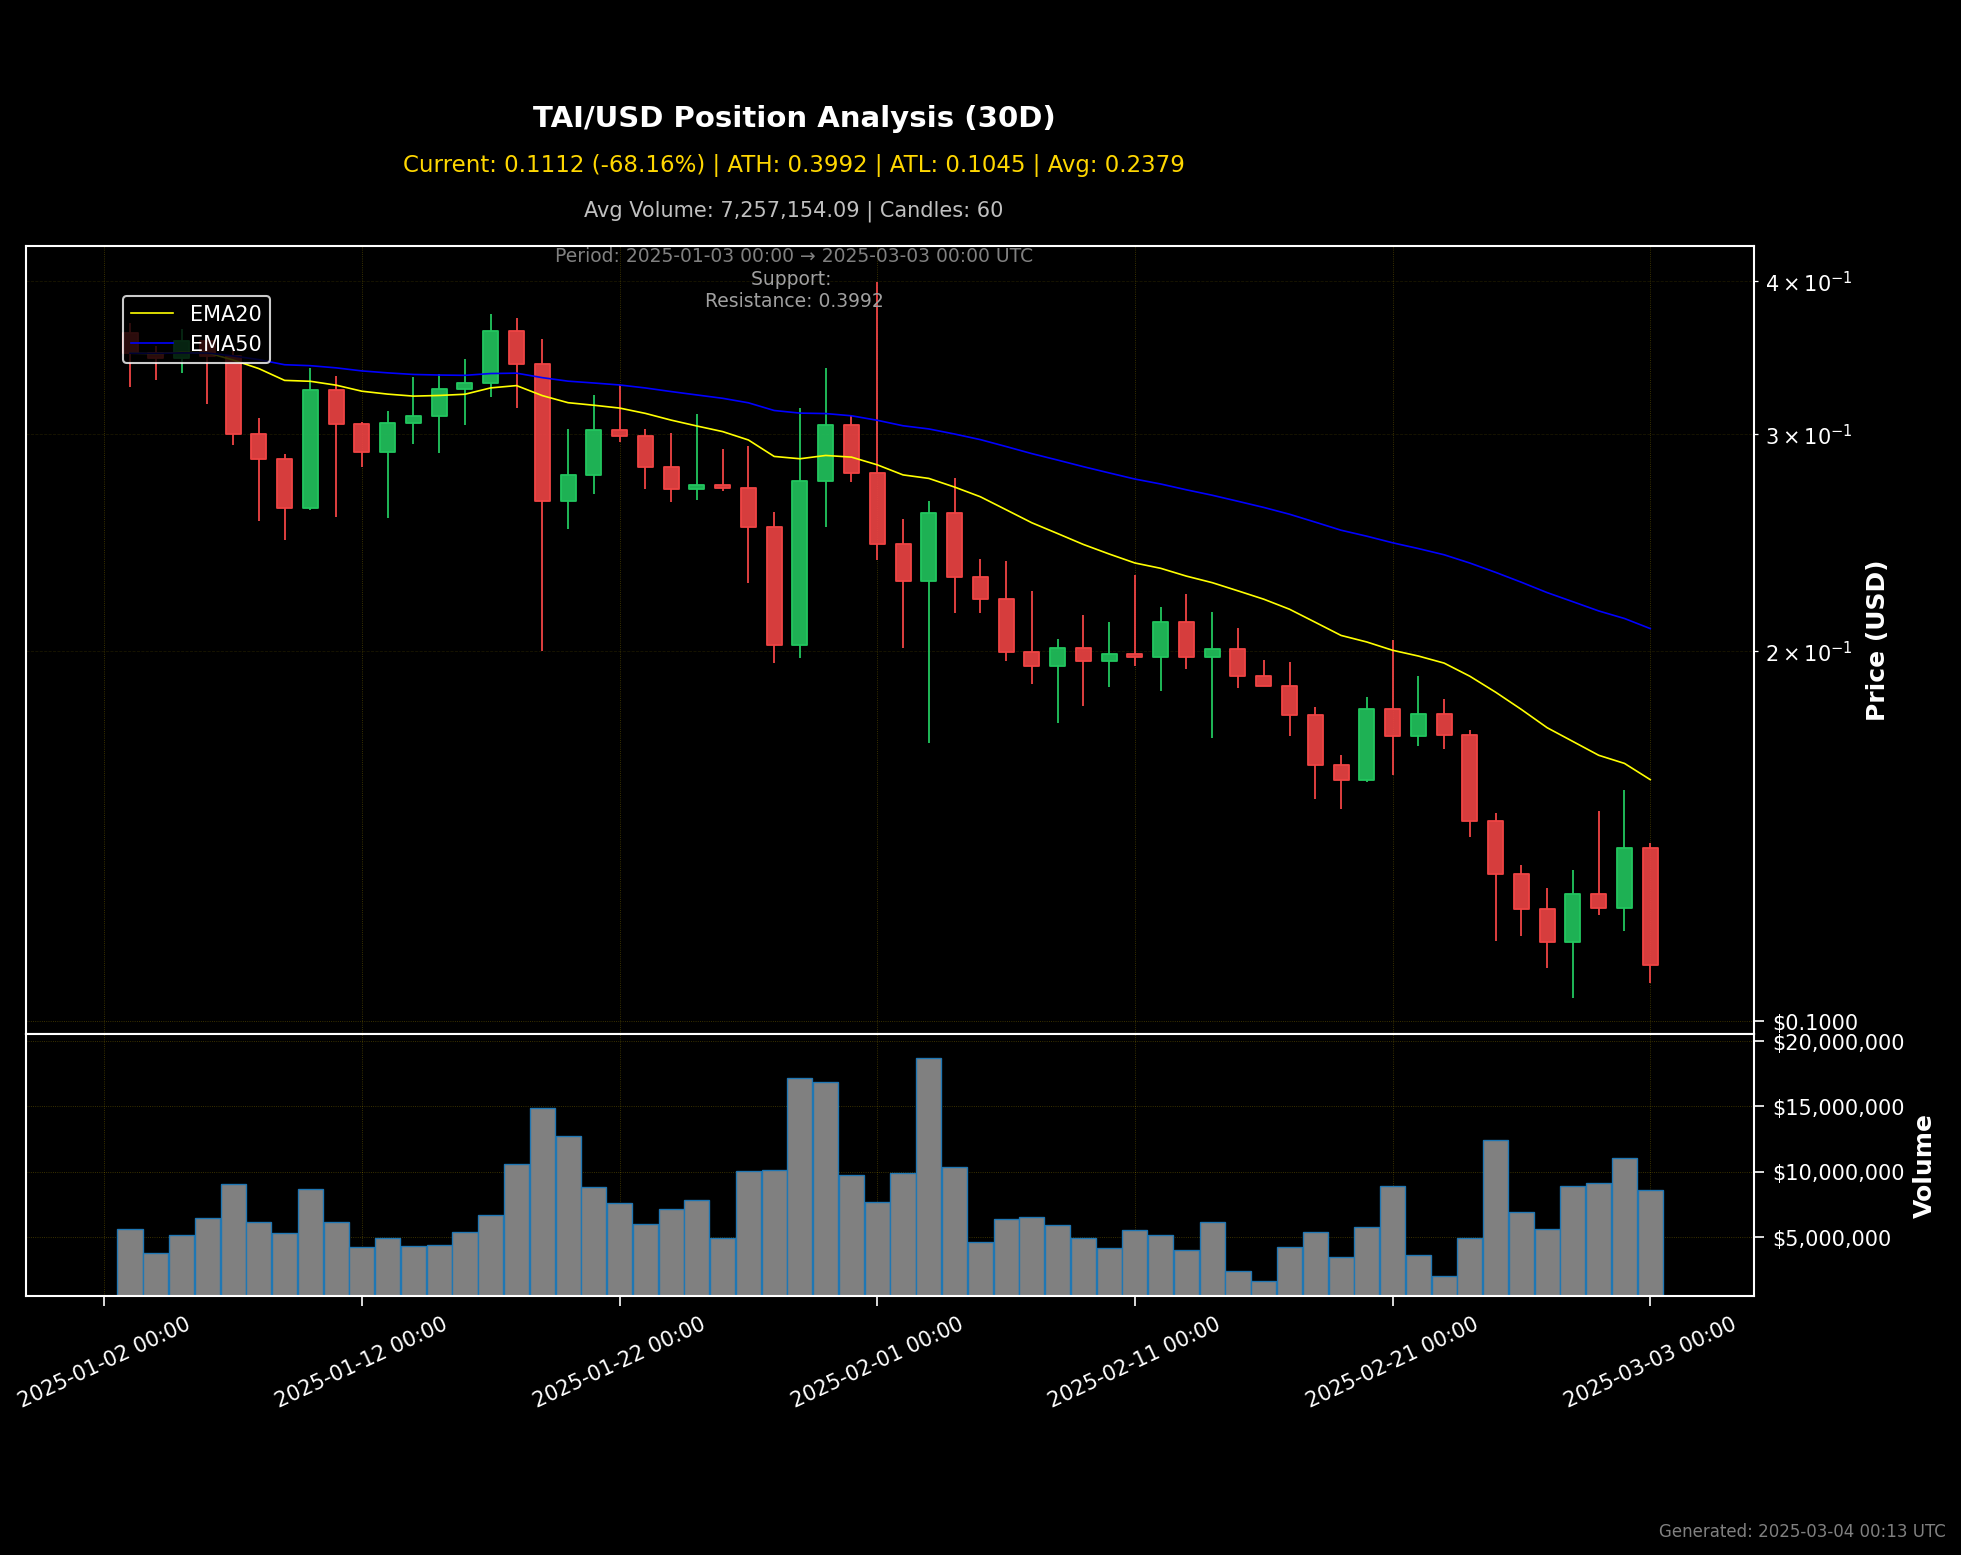 TAI/USD Position Analysis (30D)
Current: 0.1112 (-68.16%) | ATH: 0.3992 | ATL: 0.1045 | Avg: 0.2379
Avg Volume: 7,257,154.09 | Candles: 60
Period: 2025-01-03 00:00 → 2025-03-03 00:00 UTC
Support:
Resistance: 0.3992
EMA20
EMA50
4 × 10⁻¹
3 × 10⁻¹
2 × 10⁻¹
$0.1000
Price (USD)
$20,000,000
$15,000,000
$10,000,000
$5,000,000
Volume
2025-01-02 00:00
2025-01-12 00:00
2025-01-22 00:00
2025-02-01 00:00
2025-02-11 00:00
2025-02-21 00:00
2025-03-03 00:00
Generated: 2025-03-04 00:13 UTC